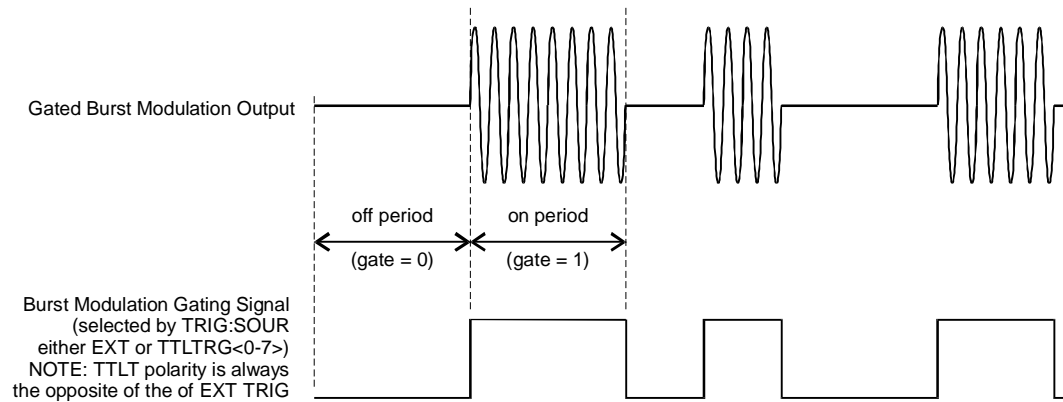 Gated Burst Modulation Output
off period
on period
(gate = 0)
(gate = 1)
Burst Modulation Gating Signal
(selected by TRIG:SOUR
either EXT or TTLTRG<0-7>)
NOTE: TTLT polarity is always
the opposite of the of EXT TRIG